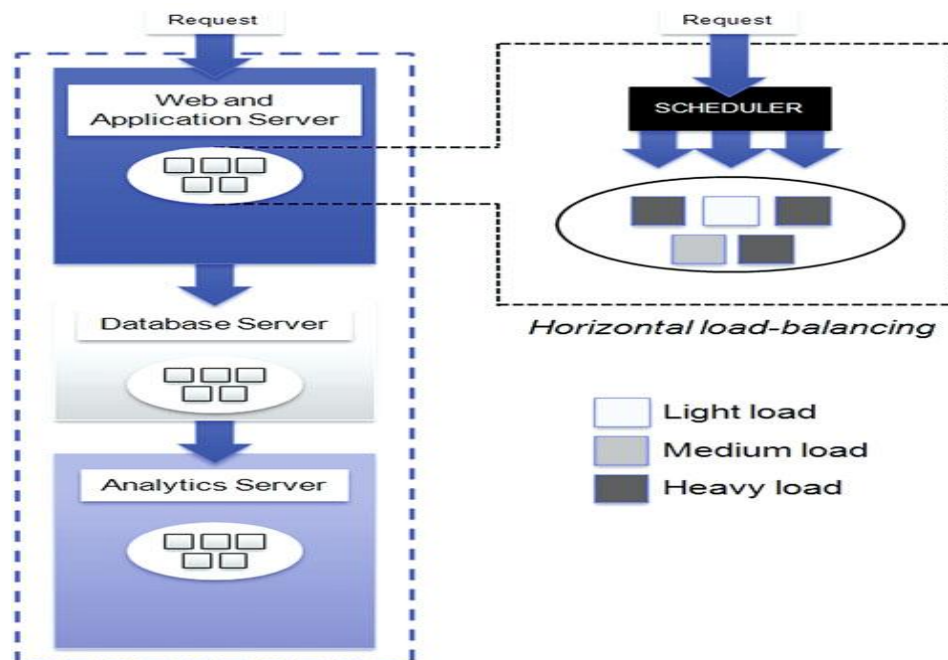 Request
Web and
Application Server
Database Server
Analytics Server
Request
SCHEDULER
Horizontal load-balancing
Light load
Medium load
Heavy load